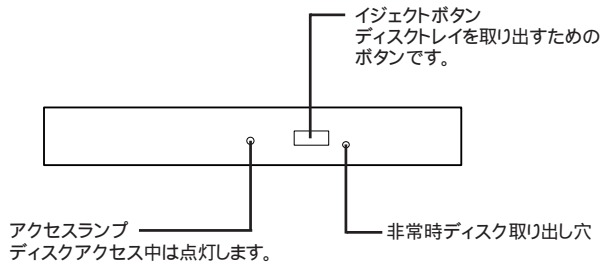 イジェクトボタン
ディスクトレイを取り出すための
ボタンです。
アクセスランプ
ディスクアクセス中は点灯します。
非常時ディスク取り出し穴